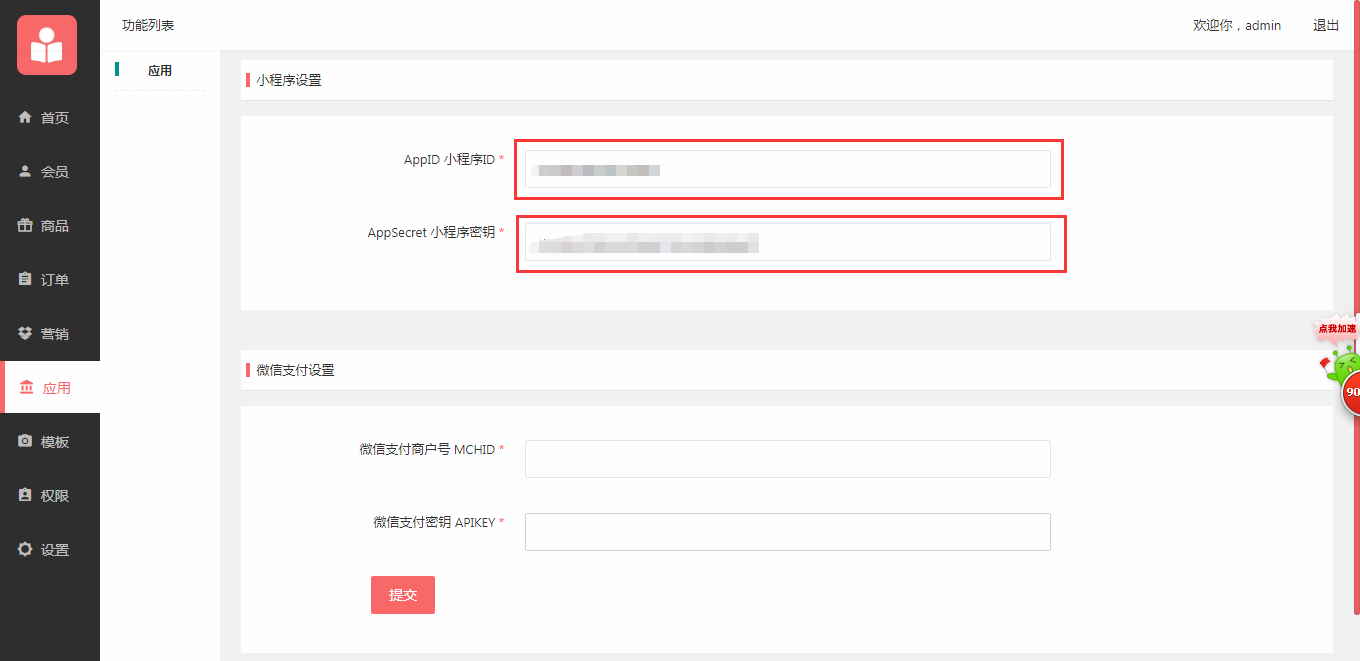 功能列表
欢迎你，admin
退出
首页
会员
商品
订单
营销
应用
模板
权限
设置
应用
小程序设置
AppID 小程序ID *
AppSecret 小程序密钥 *
微信支付设置
微信支付商户号 MCHID *
微信支付密钥 APIKEY *
提交
点我加速
90